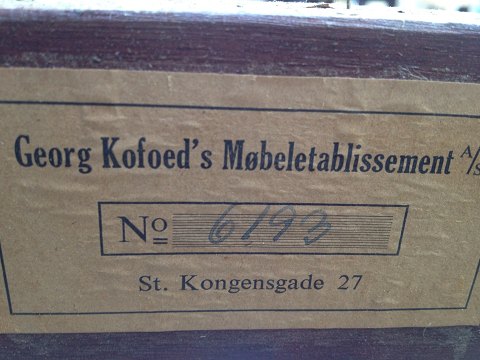 Georg Kofoed's Møbeletablissement A/S
No 6193
St. Kongensgade 27